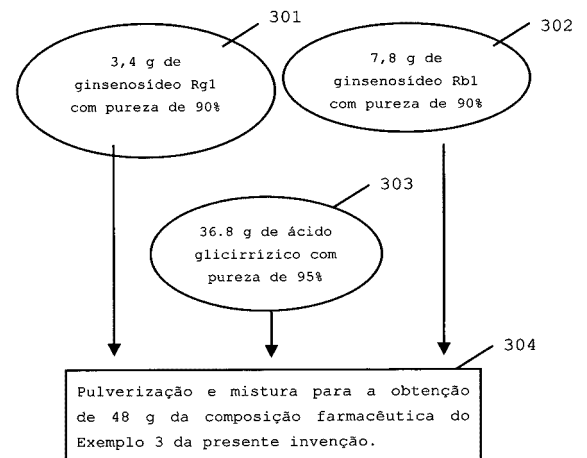 301
3,4 g de
ginsenosídeo Rg1
com pureza de 90%
302
7,8 g de
ginsenosídeo Rb1
com pureza de 90%
303
36.8 g de ácido
glicirrízico com
pureza de 95%
304
Pulverização e mistura para a obtenção
de 48 g da composição farmacêutica do
Exemplo 3 da presente invenção.